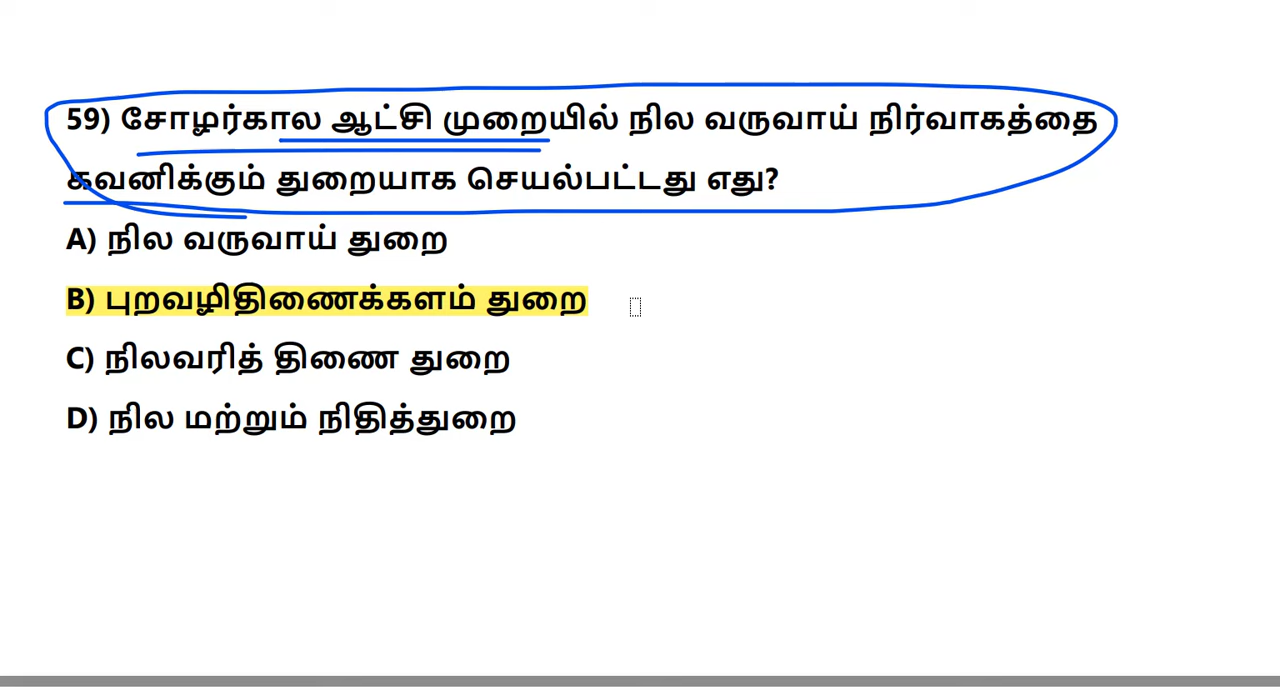 59) சோழர்கால ஆட்சி முறையில் நில வருவாய் நிர்வாகத்தை
கவனிக்கும் துறையாக செயல்பட்டது எது?
A) நில வருவாய் துறை
B) புறவழிதிணைக்களம் துறை
C) நிலவரித் திணை துறை
D) நில மற்றும் நிதித்துறை